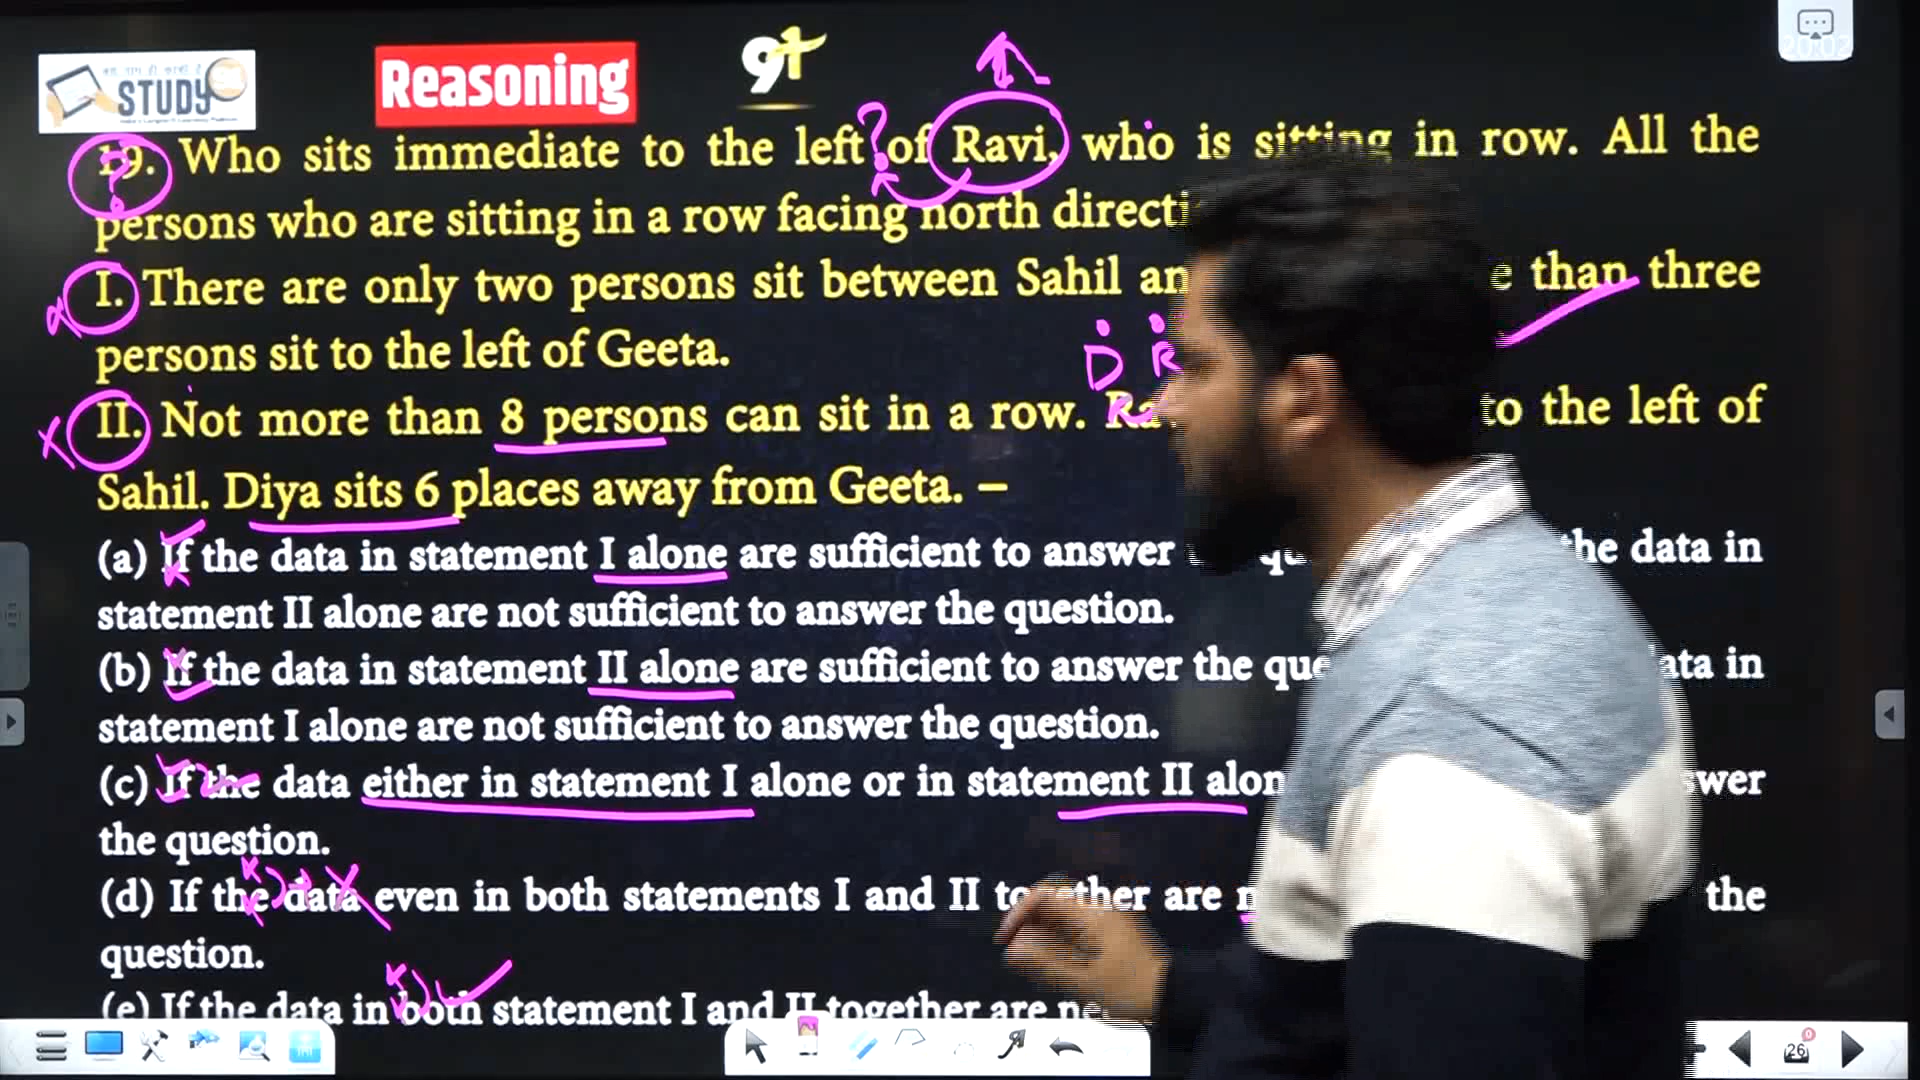 STUDY
Reasoning
19. Who sits immediate to the left of Ravi, who is sitting in row. All the
persons who are sitting in a row facing north directi
I. There are only two persons sit between Sahil an e than three
persons sit to the left of Geeta.
II. Not more than 8 persons can sit in a row. Ra to the left of
Sahil. Diya sits 6 places away from Geeta. –
D R
(a) If the data in statement I alone are sufficient to answer qu the data in
statement II alone are not sufficient to answer the question.
(b) If the data in statement II alone are sufficient to answer the que ata in
statement I alone are not sufficient to answer the question.
(c) If the data either in statement I alone or in statement II alon swer
the question.
(d) If the data even in both statements I and II together are the
question.
(e) If the data in both statement I and II together are ne
26